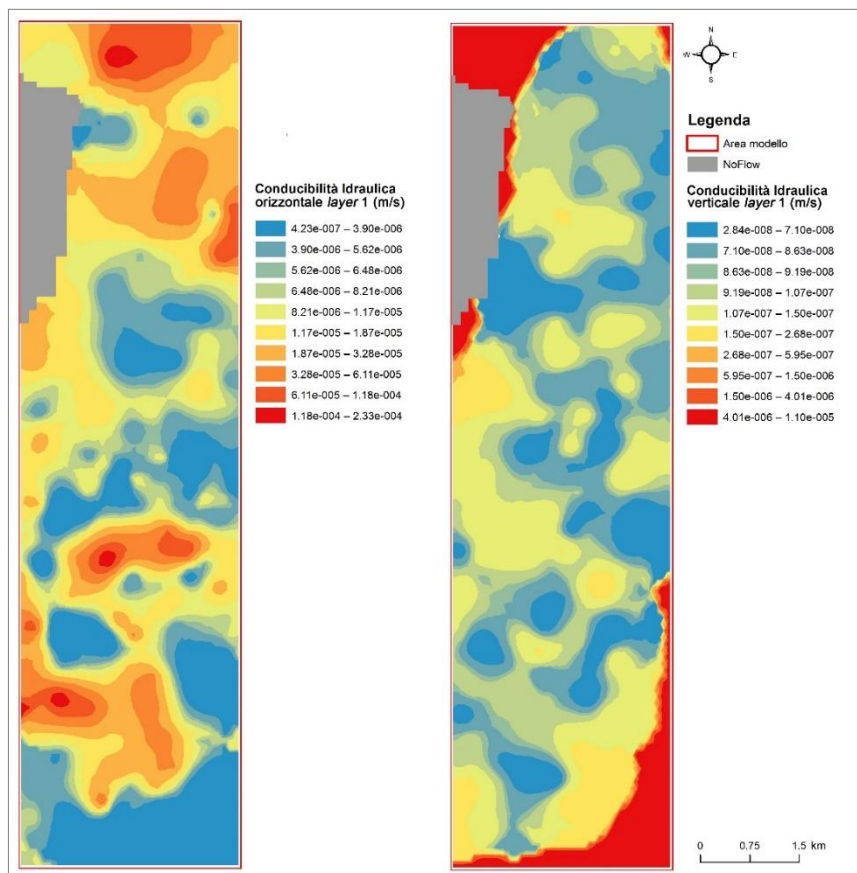 Conducibilità Idraulica
orizzontale layer 1 (m/s)
4.23e-007 – 3.90e-006
3.90e-006 – 5.62e-006
5.62e-006 – 6.48e-006
6.48e-006 – 8.21e-006
8.21e-006 – 1.17e-005
1.17e-005 – 1.87e-005
1.87e-005 – 3.28e-005
3.28e-005 – 6.11e-005
6.11e-005 – 1.18e-004
1.18e-004 – 2.33e-004
N
W E
S
Legenda
Area modello
NoFlow
Conducibilità Idraulica
verticale layer 1 (m/s)
2.84e-008 – 7.10e-008
7.10e-008 – 8.63e-008
8.63e-008 – 9.19e-008
9.19e-008 – 1.07e-007
1.07e-007 – 1.50e-007
1.50e-007 – 2.68e-007
2.68e-007 – 5.95e-007
5.95e-007 – 1.50e-006
1.50e-006 – 4.01e-006
4.01e-006 – 1.10e-005
0 0.75 1.5 km